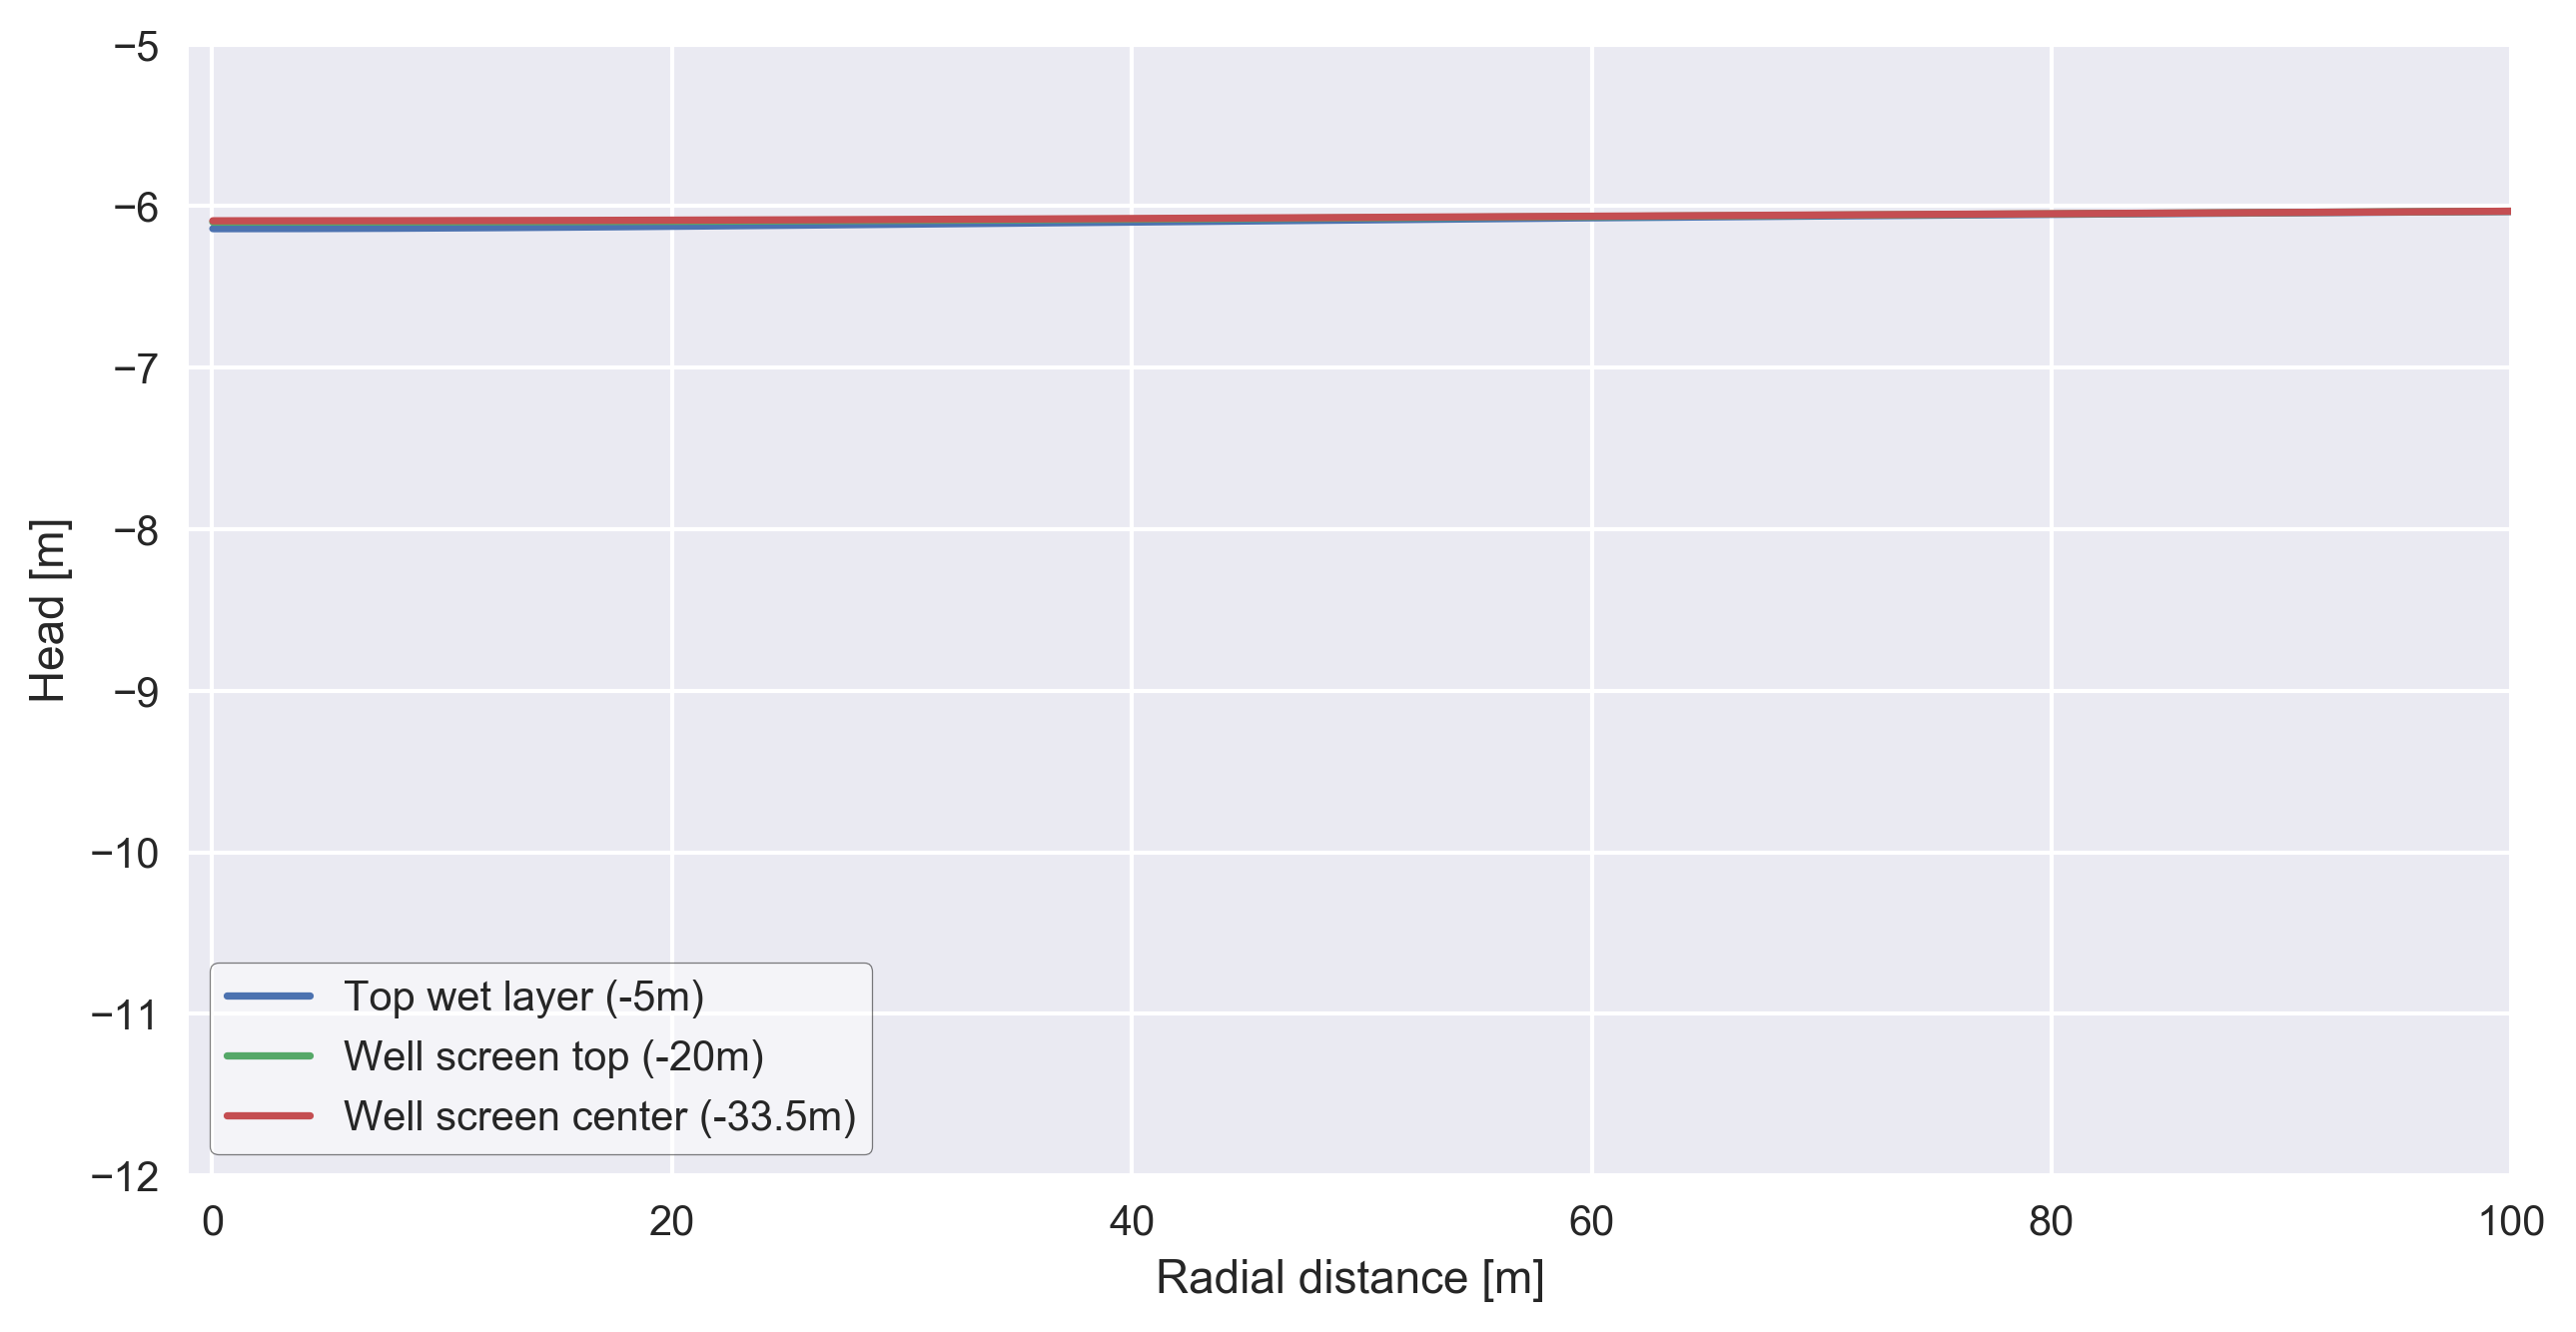 −5
−6
−7
−8
−9
−10
−11
−12
Head [m]
Top wet layer (-5m)
Well screen top (-20m)
Well screen center (-33.5m)
0 20 40 60 80 100
Radial distance [m]